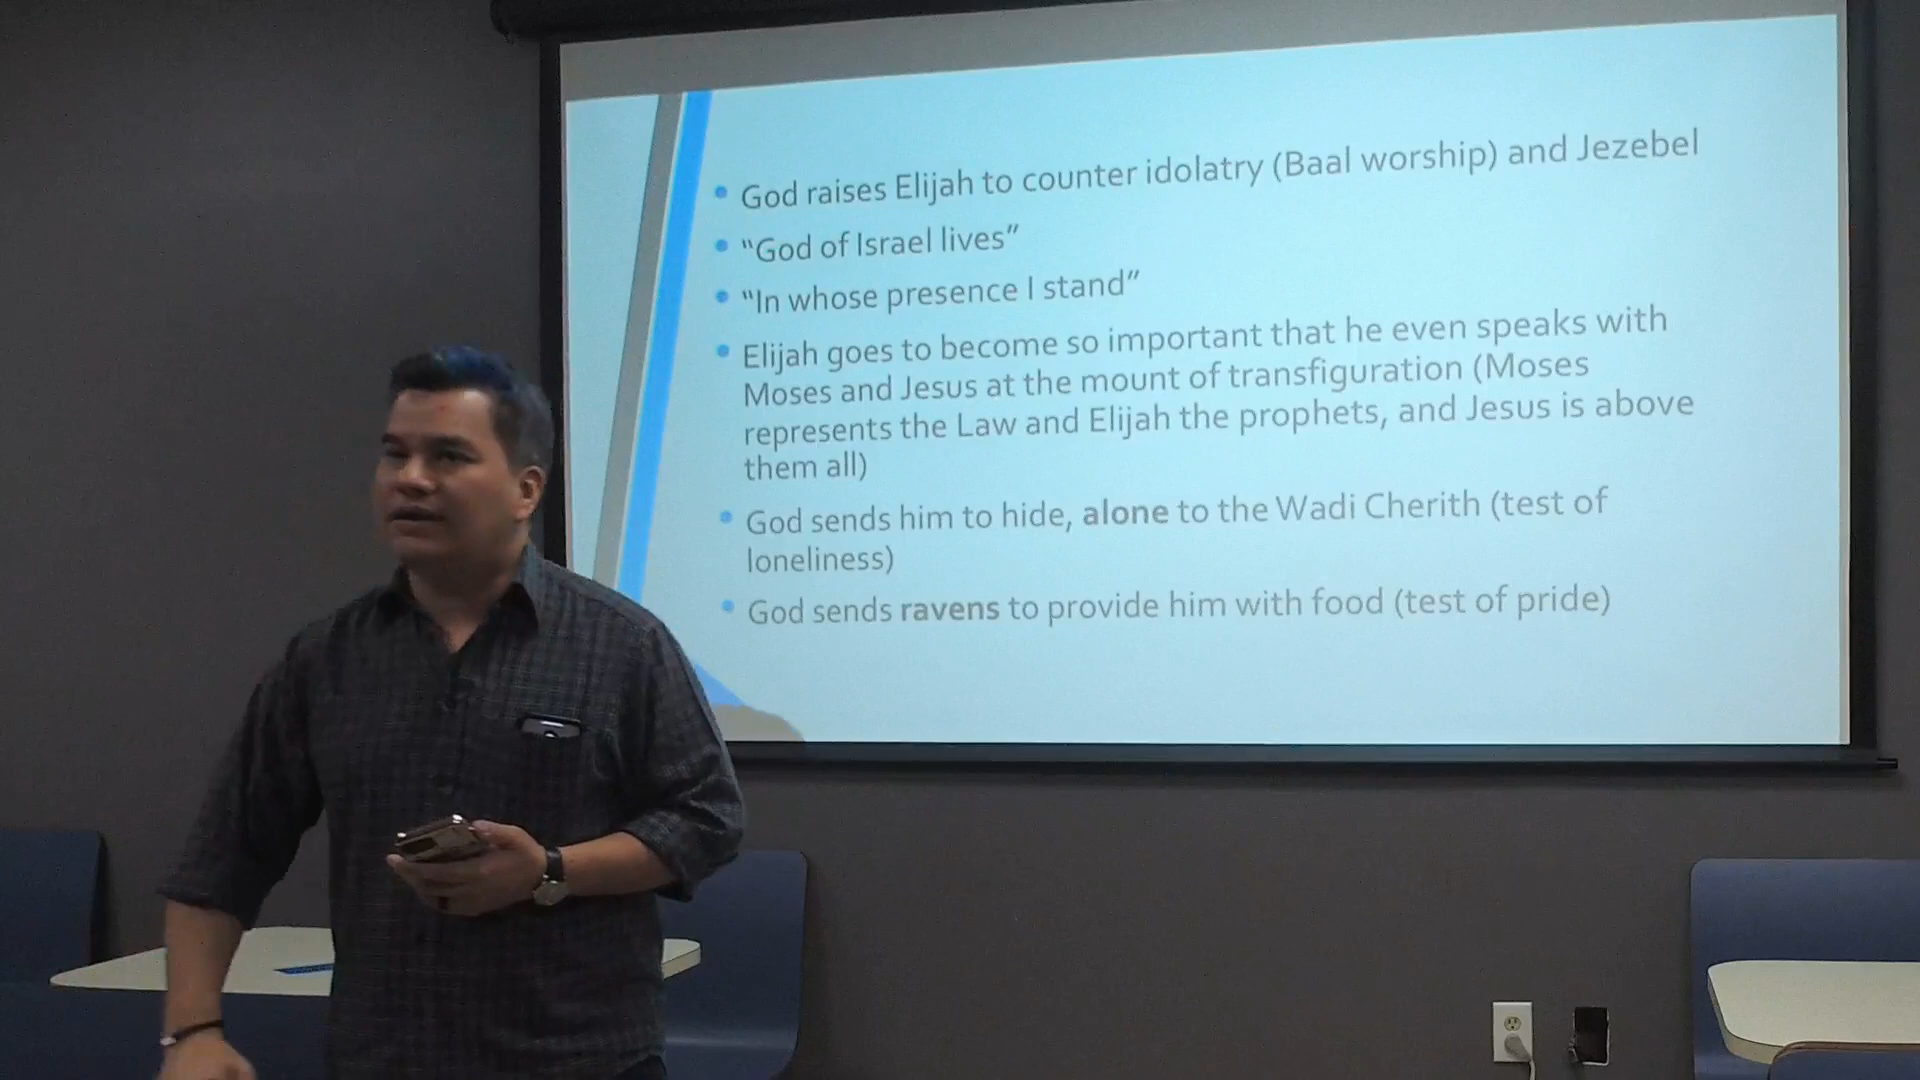 • God raises Elijah to counter idolatry (Baal worship) and Jezebel
• “God of Israel lives”
• “In whose presence I stand”
• Elijah goes to become so important that he even speaks with
Moses and Jesus at the mount of transfiguration (Moses
represents the Law and Elijah the prophets, and Jesus is above
them all)
• God sends him to hide, alone to the Wadi Cherith (test of
loneliness)
• God sends ravens to provide him with food (test of pride)